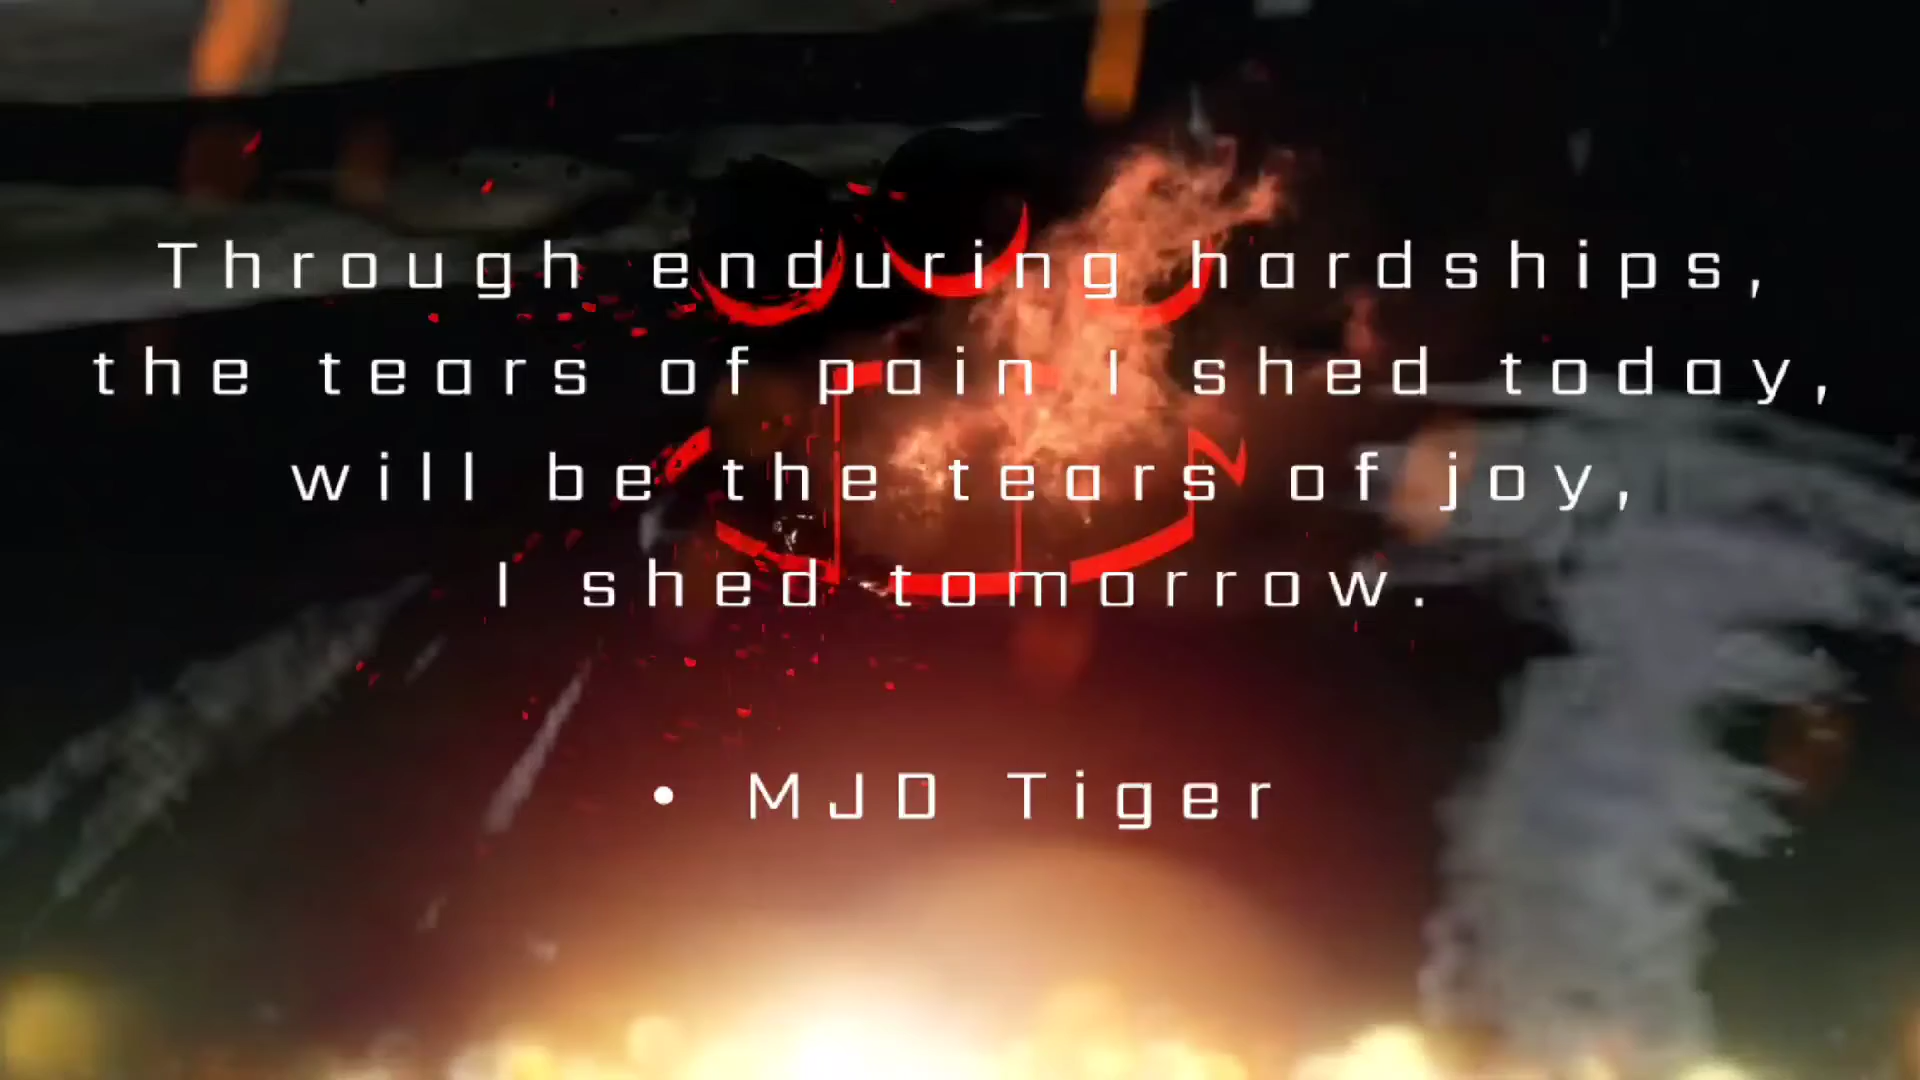 Through enduring hardships,
the tears of pain I shed today,
will be the tears of joy,
I shed tomorrow.
• MJD Tiger